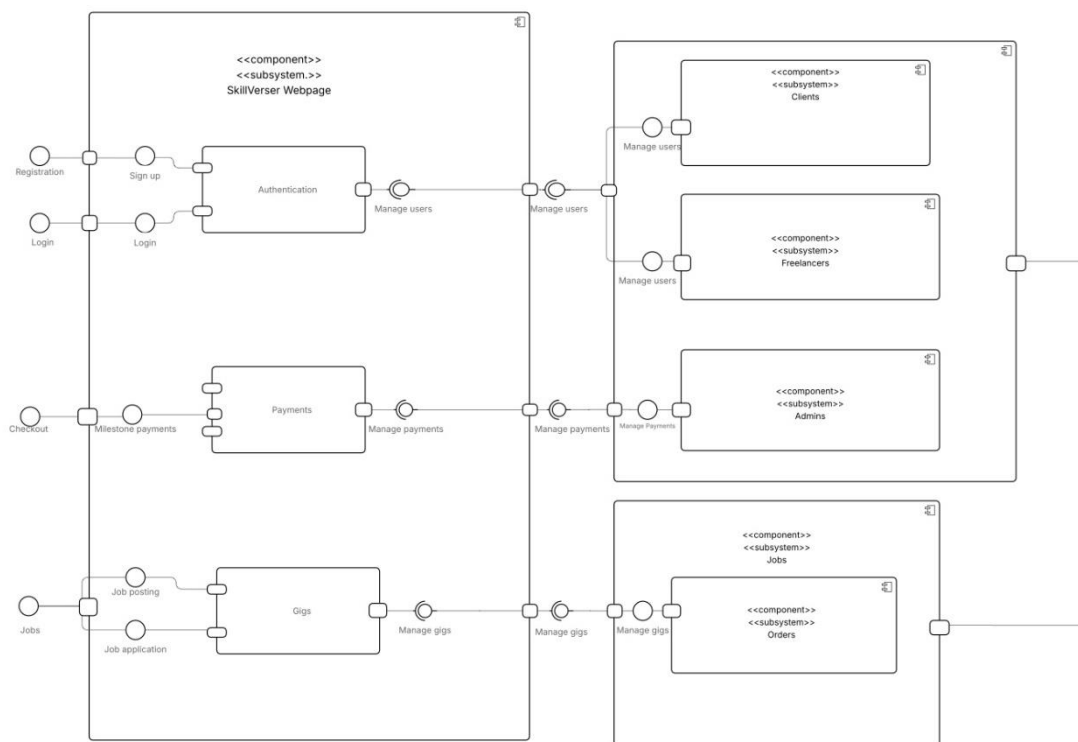 <<component>>
<<subsystem.>>
SkillVerser Webpage
Registration
Sign up
Authentication
Login
Login
Manage users
Manage users
<<component>>
<<subsystem>>
Clients
Manage users
<<component>>
<<subsystem>>
Freelancers
Manage users
Checkout
Milestone payments
Payments
Manage payments
Manage payments
Manage Payments
<<component>>
<<subsystem>>
Admins
Jobs
Job posting
Job application
Gigs
Manage gigs
Manage gigs
<<component>>
<<subsystem>>
Jobs
Manage gigs
<<component>>
<<subsystem>>
Orders